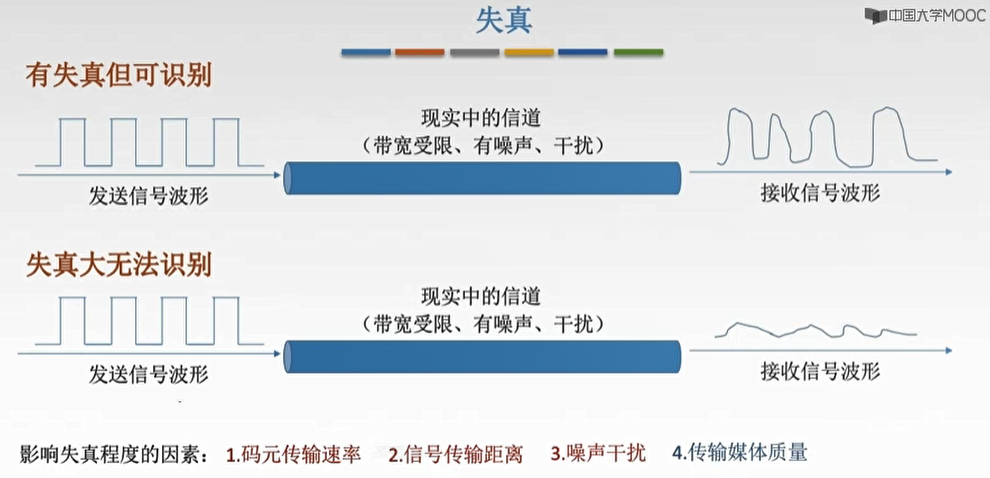 失真
中国大学MOOC
有失真但可识别
现实中的信道
（带宽受限、有噪声、干扰）
发送信号波形
接收信号波形
失真大无法识别
现实中的信道
（带宽受限、有噪声、干扰）
发送信号波形
接收信号波形
影响失真程度的因素： 1.码元传输速率 2.信号传输距离 3.噪声干扰 4.传输媒体质量